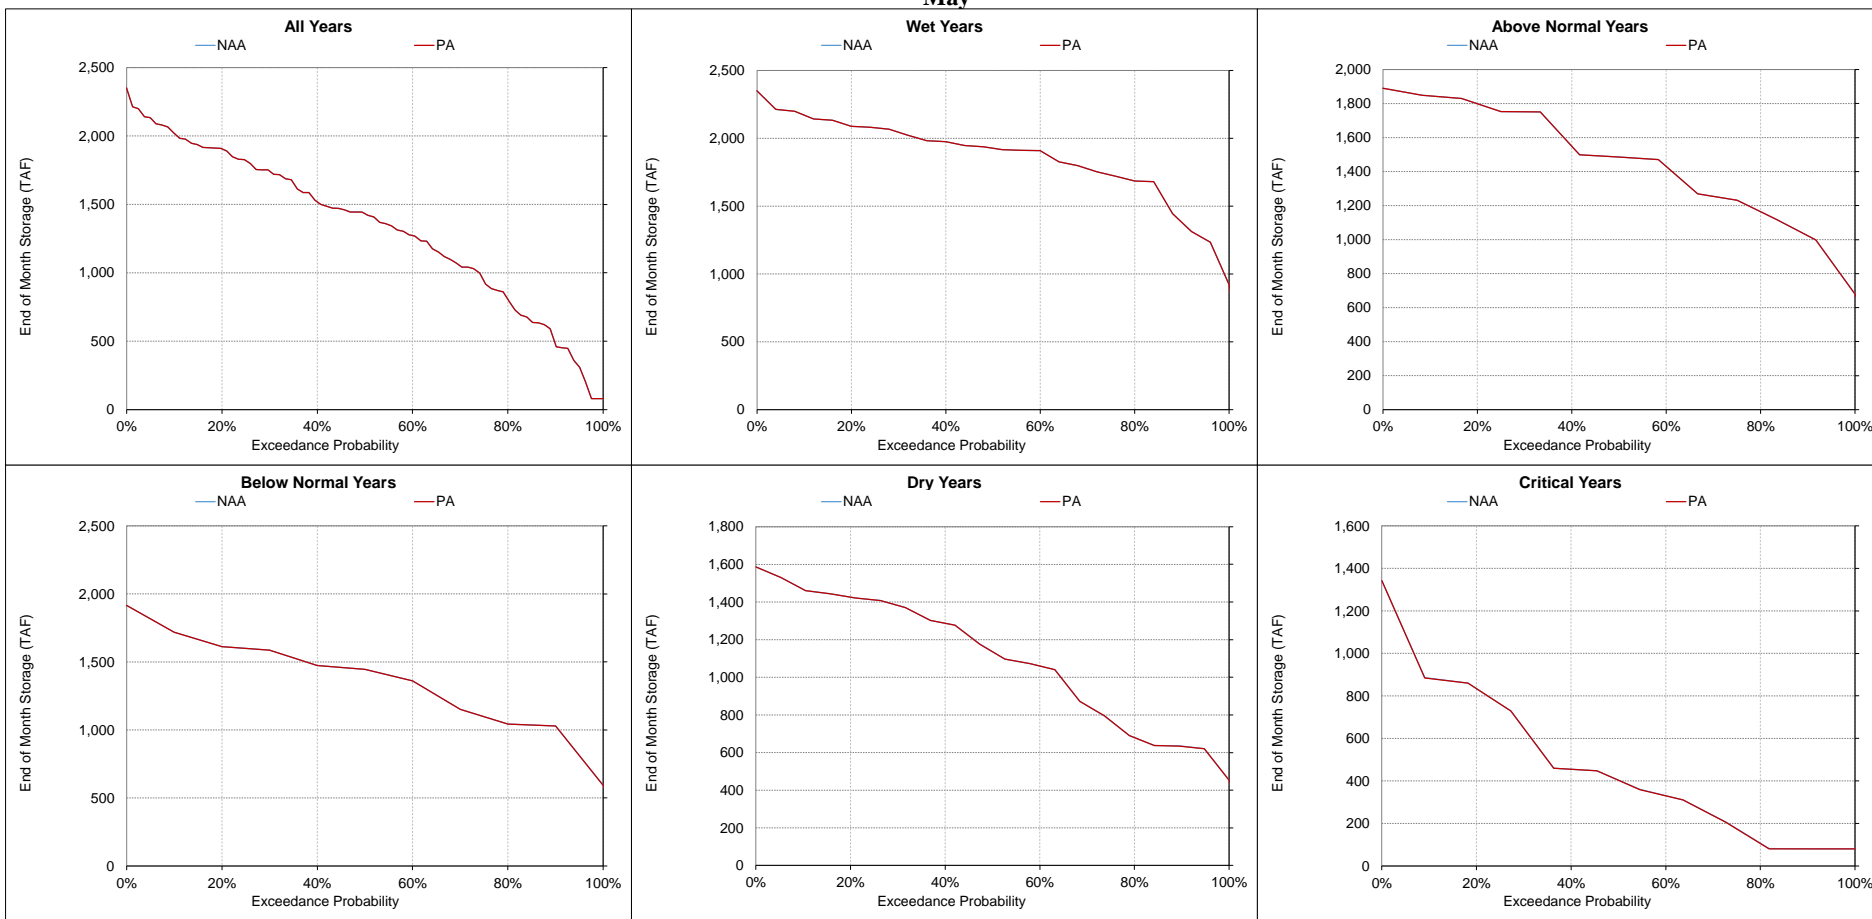 May
All Years
NAA PA
2,500
2,000
1,500
1,000
500
0
End of Month Storage (TAF)
0% 20% 40% 60% 80% 100%
Exceedance Probability
Wet Years
NAA PA
2,500
2,000
1,500
1,000
500
0
End of Month Storage (TAF)
0% 20% 40% 60% 80% 100%
Exceedance Probability
Above Normal Years
NAA PA
2,000
1,800
1,600
1,400
1,200
1,000
800
600
400
200
0
End of Month Storage (TAF)
0% 20% 40% 60% 80% 100%
Exceedance Probability
Below Normal Years
NAA PA
2,500
2,000
1,500
1,000
500
0
End of Month Storage (TAF)
0% 20% 40% 60% 80% 100%
Exceedance Probability
Dry Years
NAA PA
1,800
1,600
1,400
1,200
1,000
800
600
400
200
0
End of Month Storage (TAF)
0% 20% 40% 60% 80% 100%
Exceedance Probability
Critical Years
NAA PA
1,600
1,400
1,200
1,000
800
600
400
200
0
End of Month Storage (TAF)
0% 20% 40% 60% 80% 100%
Exceedance Probability